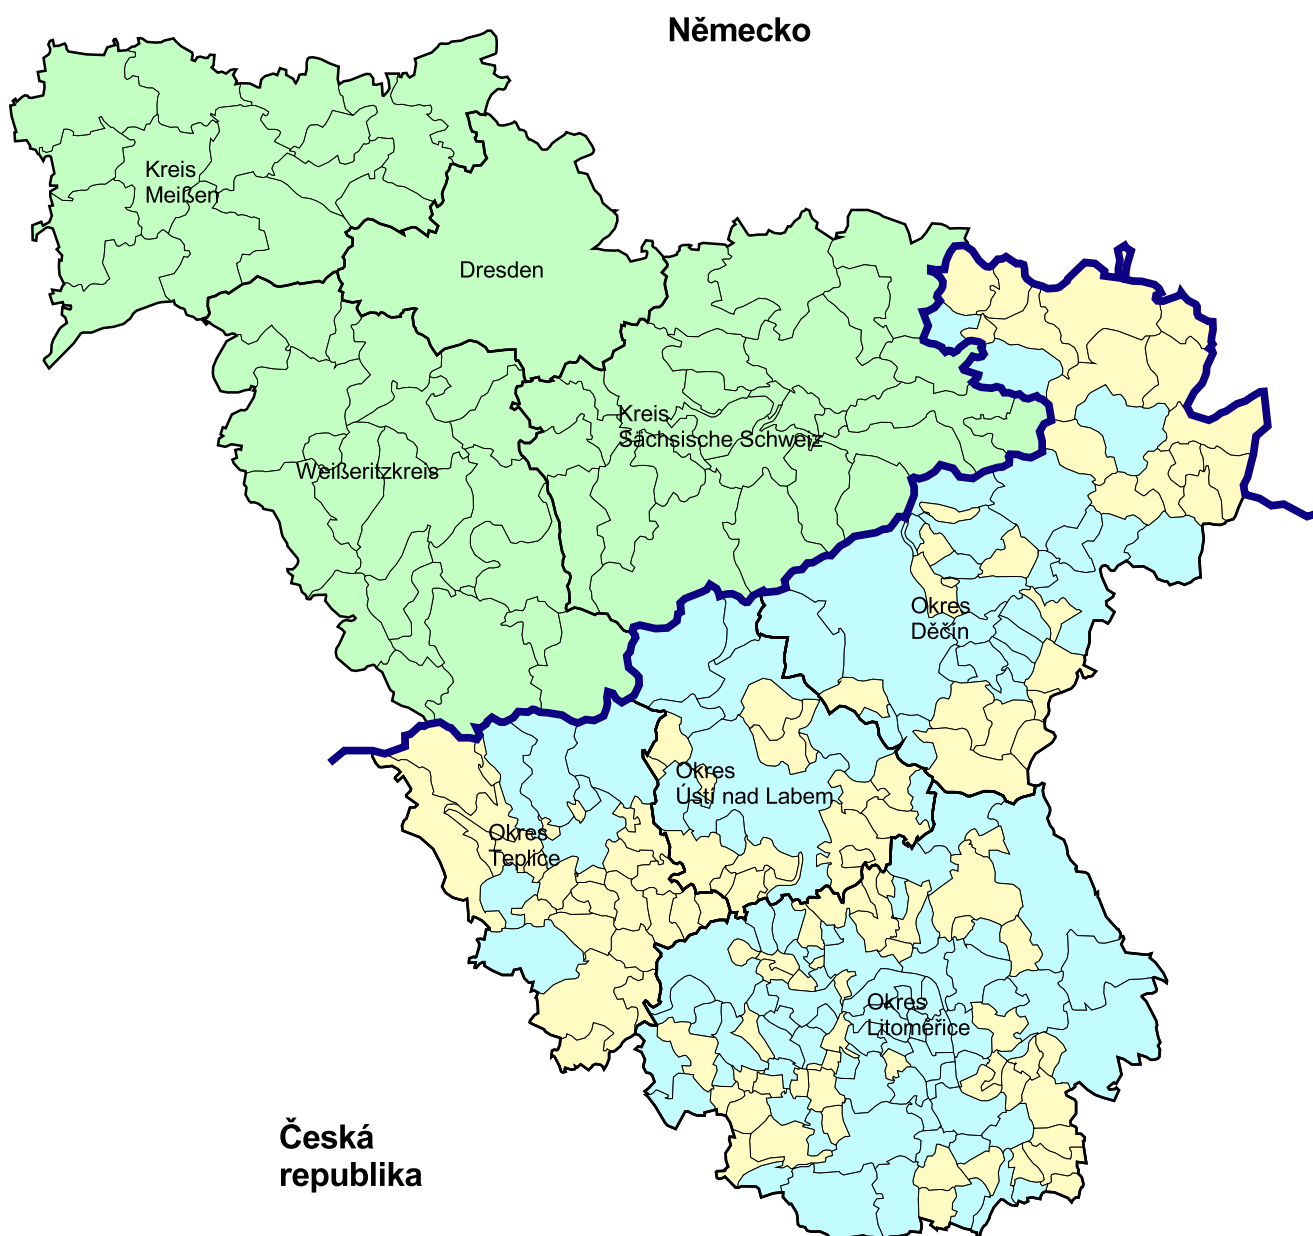 Německo
Kreis
Meißen
Dresden
Kreis
Sächsische Schweiz
Weißeritzkreis
Okres
Děčín
Okres
Ústí nad Labem
Okres
Teplice
Okres
Litoměřice
Česká
republika